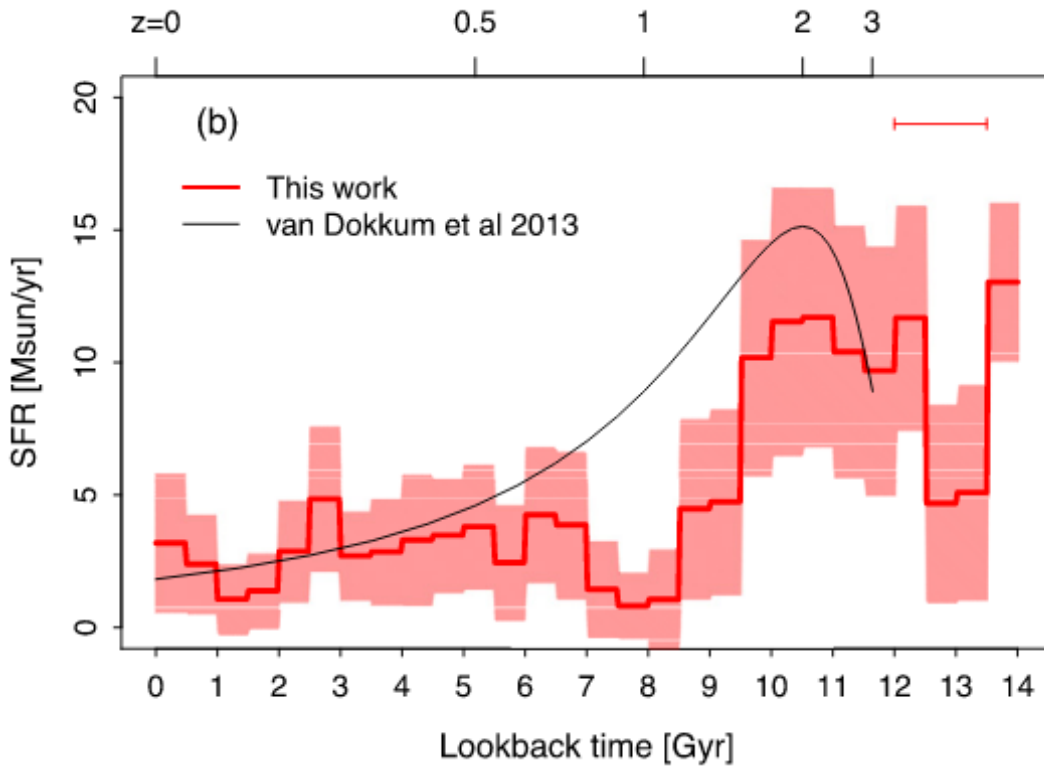 z=0 0.5 1 2 3
(b)
This work
van Dokkum et al 2013
20
15
10
5
0
SFR [Msun/yr]
0 1 2 3 4 5 6 7 8 9 10 11 12 13 14
Lookback time [Gyr]